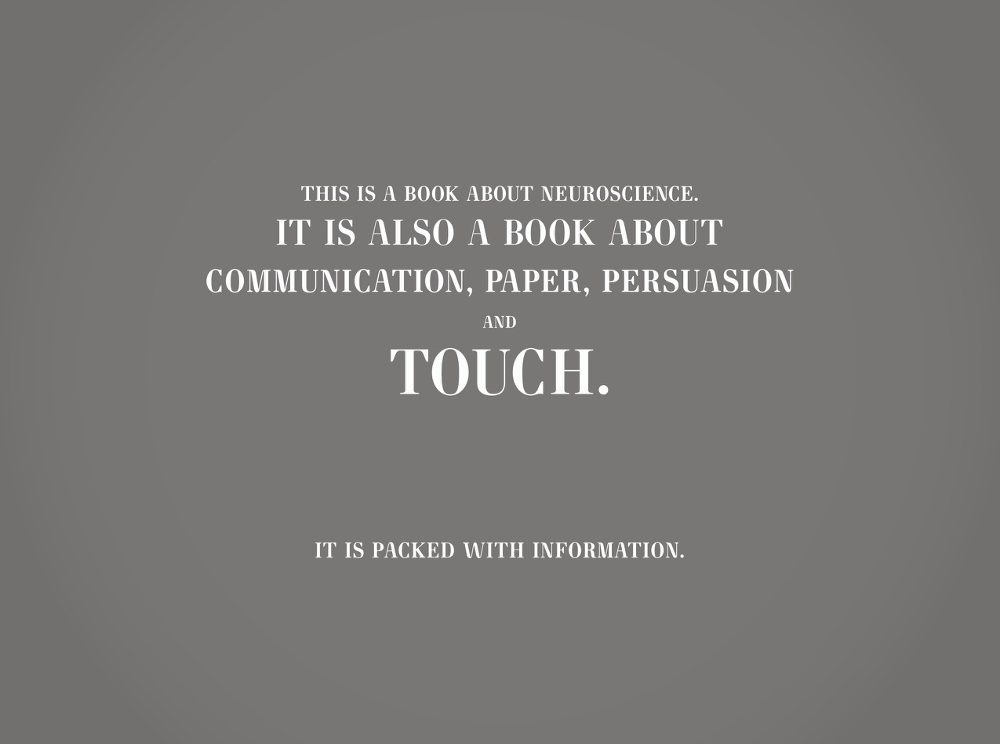 THIS IS A BOOK ABOUT NEUROSCIENCE.
IT IS ALSO A BOOK ABOUT
COMMUNICATION, PAPER, PERSUASION
AND
TOUCH.
IT IS PACKED WITH INFORMATION.